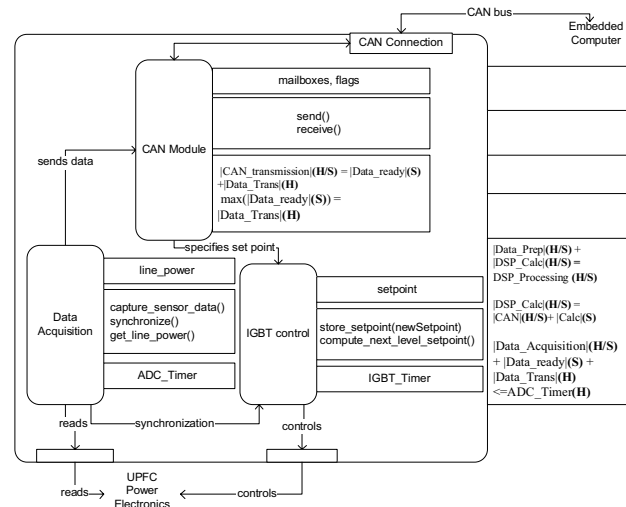 CAN bus
Embedded
Computer
CAN Connection
mailboxes, flags
send()
receive()
CAN Module
|CAN_transmission|(H/S) = |Data_ready|(S)
+|Data_Trans|(H)
max(|Data_ready|(S)) =
|Data_Trans|(H)
sends data
specifies set point
line_power
capture_sensor_data()
synchronize()
get_line_power()
Data
Acquisition
ADC_Timer
setpoint
store_setpoint(newSetpoint)
compute_next_level_setpoint()
IGBT control
IGBT_Timer
|Data_Prep|(H/S) +
|DSP_Calc|(H/S) =
DSP_Processing (H/S)
|DSP_Calc|(H/S) =
|CAN|(H/S)+ |Calc|(S)
|Data_Acquisition|(H/S)
+ |Data_ready|(S) +
|Data_Trans|(H)
<=ADC_Timer(H)
reads
synchronization
controls
reads
UPFC
Power
Electronics
controls